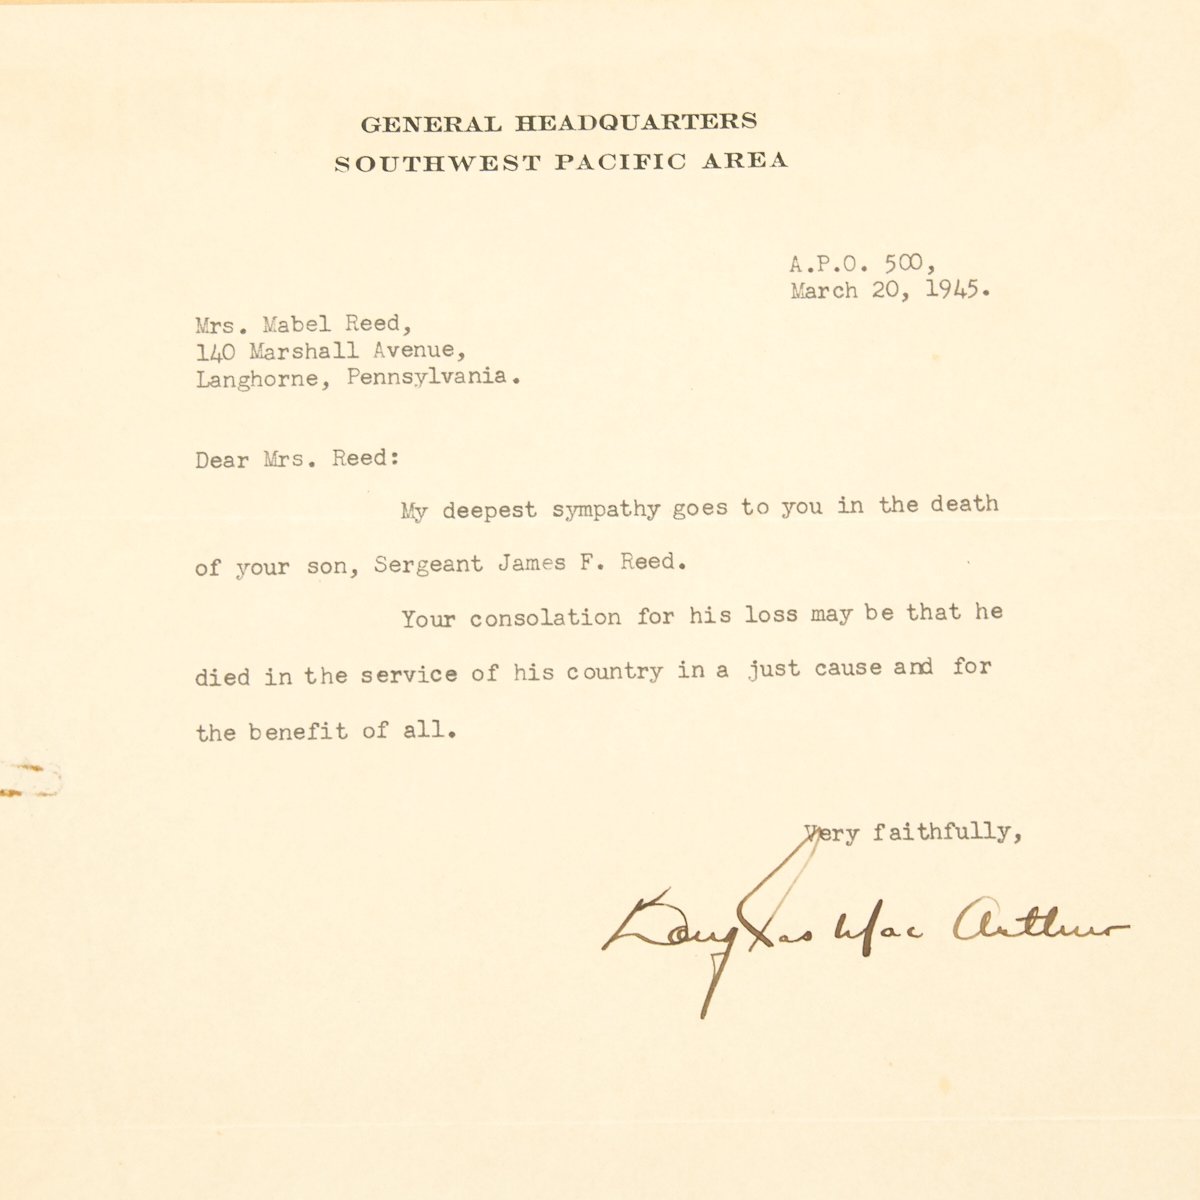 GENERAL HEADQUARTERS
SOUTHWEST PACIFIC AREA
A.P.O. 500,
March 20, 1945.
Mrs. Mabel Reed,
140 Marshall Avenue,
Langhorne, Pennsylvania.
Dear Mrs. Reed:
My deepest sympathy goes to you in the death
of your son, Sergeant James F. Reed.
Your consolation for his loss may be that he
died in the service of his country in a just cause and for
the benefit of all.
Very faithfully,
Douglas MacArthur